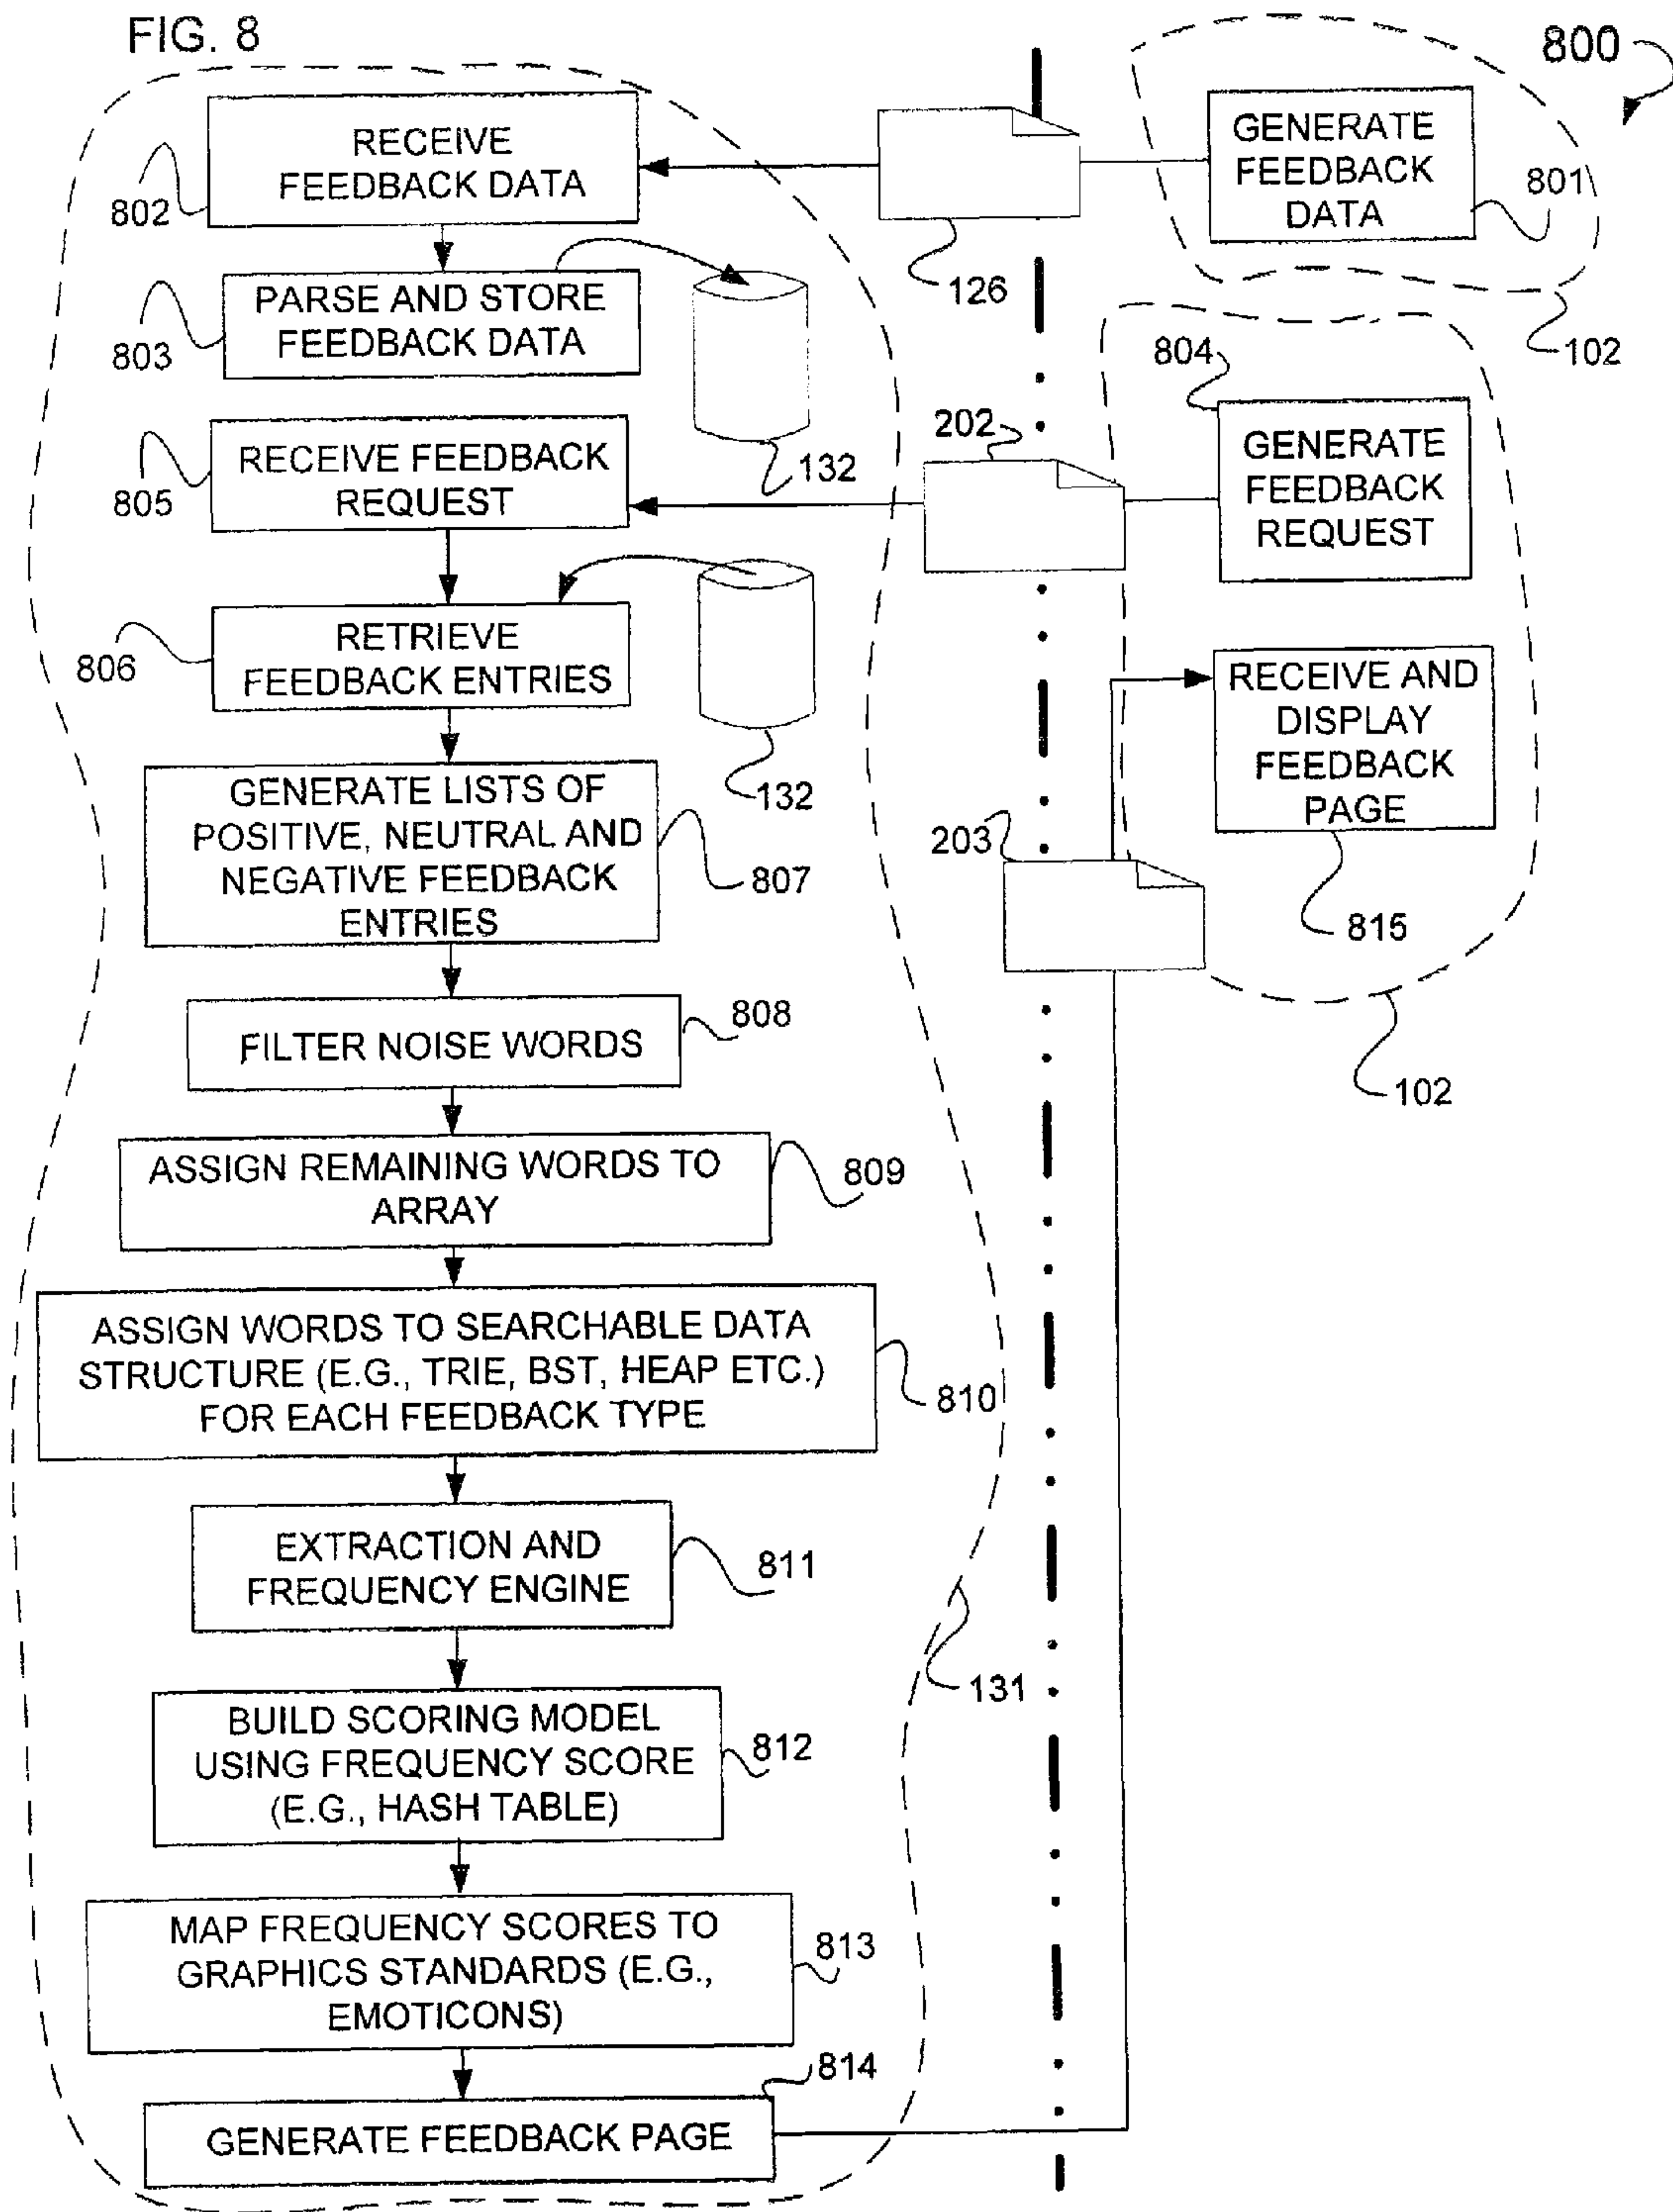 FIG. 8
800
RECEIVE
FEEDBACK DATA
802
126
GENERATE
FEEDBACK
DATA
801
102
PARSE AND STORE
FEEDBACK DATA
803
132
804
GENERATE
FEEDBACK
REQUEST
202
RECEIVE FEEDBACK
REQUEST
805
RETRIEVE
FEEDBACK ENTRIES
806
132
RECEIVE AND
DISPLAY
FEEDBACK
PAGE
815
203
102
GENERATE LISTS OF
POSITIVE, NEUTRAL AND
NEGATIVE FEEDBACK
ENTRIES
807
FILTER NOISE WORDS
808
ASSIGN REMAINING WORDS TO
ARRAY
809
ASSIGN WORDS TO SEARCHABLE DATA
STRUCTURE (E.G., TRIE, BST, HEAP ETC.)
FOR EACH FEEDBACK TYPE
810
EXTRACTION AND
FREQUENCY ENGINE
811
131
BUILD SCORING MODEL
USING FREQUENCY SCORE
(E.G., HASH TABLE)
812
MAP FREQUENCY SCORES TO
GRAPHICS STANDARDS (E.G.,
EMOTICONS)
813
814
GENERATE FEEDBACK PAGE